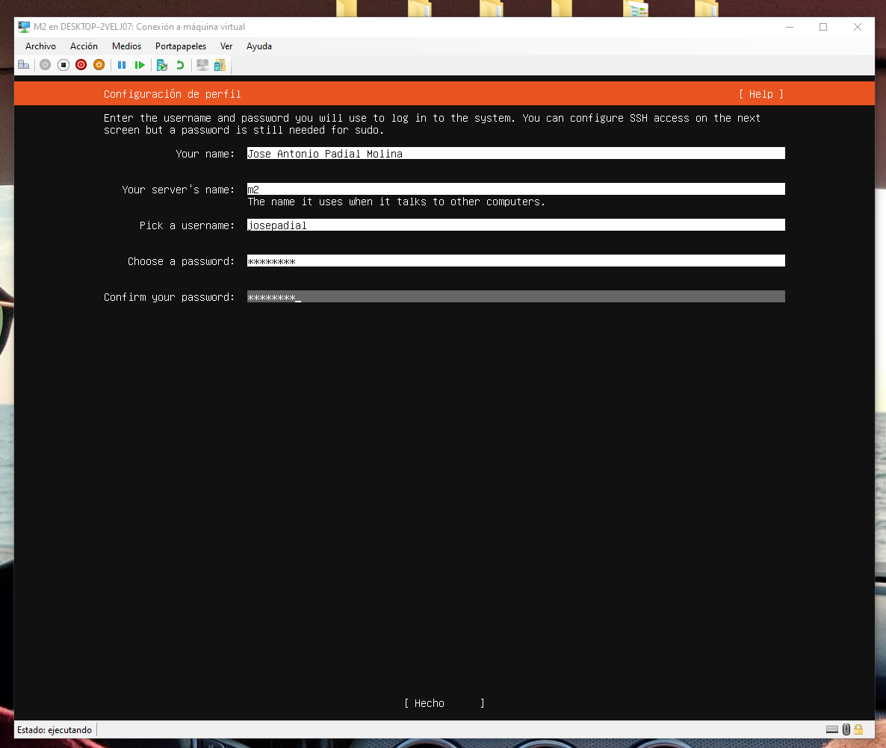 M2 en DESKTOP-2VELJ07: Conexión a máquina virtual
Archivo Acción Medios Portapapeles Ver Ayuda
Configuración de perfil [ Help ]
Enter the username and password you will use to log in to the system. You can configure SSH access on the next
screen but a password is still needed for sudo.
Your name: Jose Antonio Padial Molina
Your server's name: m2
The name it uses when it talks to other computers.
Pick a username: josepadial
Choose a password: ********
Confirm your password: ********_
[ Hecho ]
Estado: ejecutando